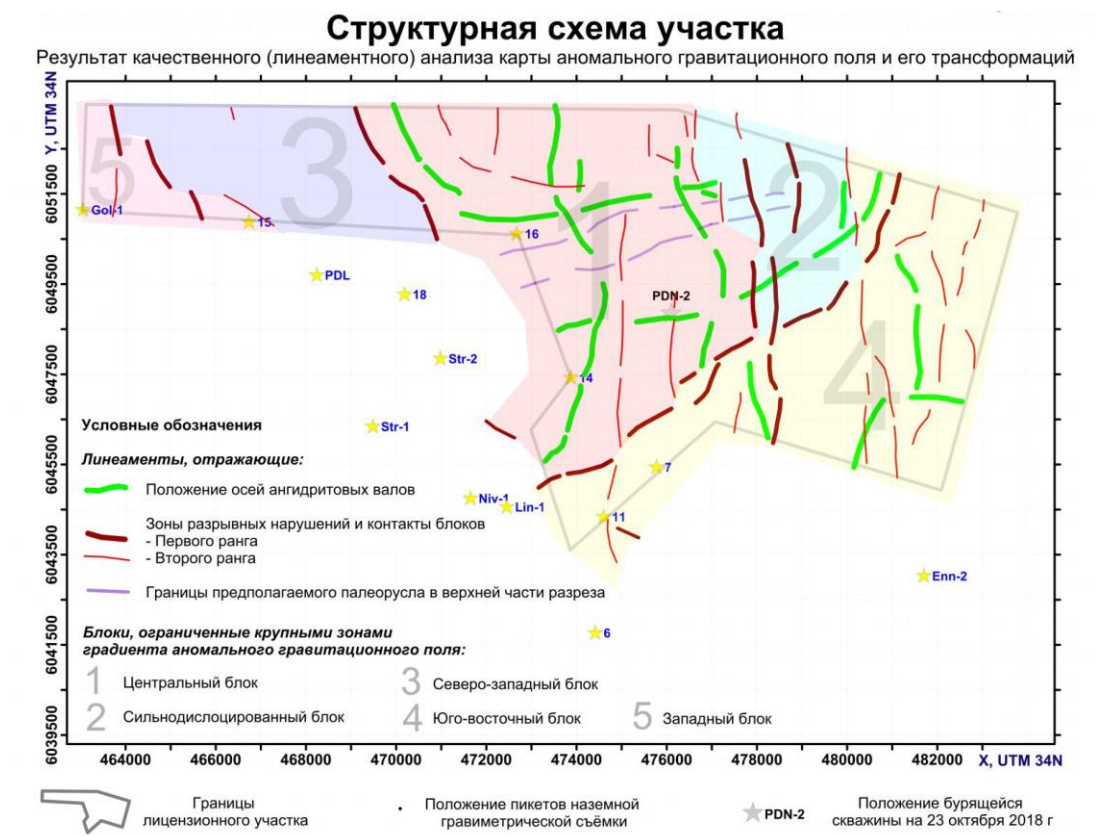 Структурная схема участка
Результат качественного (линеаментного) анализа карты аномального гравитационного поля и его трансформаций
Y, UTM 34N
6051500
6049500
6047500
6045500
6043500
6041500
6039500
5
3
1
2
4
Gol-1
15
16
PDL
18
PDN-2
Str-2
14
Str-1
7
Niv-1
Lin-1
11
Enn-2
6
Условные обозначения
Линеаменты, отражающие:
Положение осей ангидритовых валов
Зоны разрывных нарушений и контакты блоков
- Первого ранга
- Второго ранга
Границы предполагаемого палеорусла в верхней части разреза
Блоки, ограниченные крупными зонами
градиента аномального гравитационного поля:
1 Центральный блок
3 Северо-западный блок
2 Сильнодислоцированный блок
4 Юго-восточный блок
5 Западный блок
464000 466000 468000 470000 472000 474000 476000 478000 480000 482000 X, UTM 34N
Границы
лицензионного участка
Положение пикетов наземной
гравиметрической съёмки
PDN-2
Положение бурящейся
скважины на 23 октября 2018 г